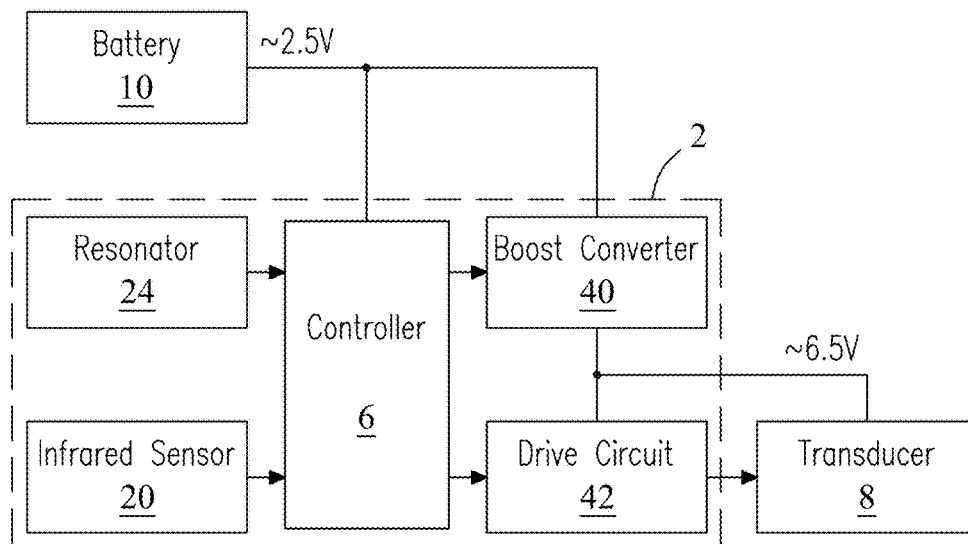 Battery
10
~2.5V
2
Resonator
24
Controller
6
Boost Converter
40
~6.5V
Infrared Sensor
20
Drive Circuit
42
Transducer
8